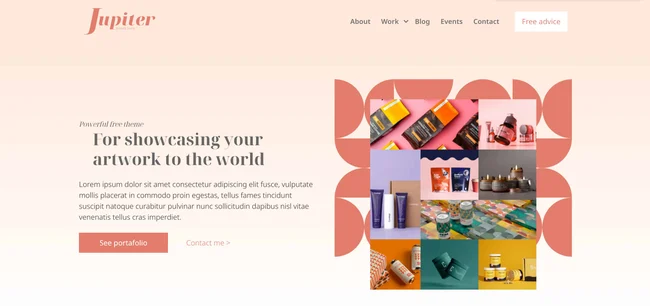 Jupiter
About Work Blog Events Contact Free advice
Powerful free theme
For showcasing your
artwork to the world
Lorem ipsum dolor sit amet consectetur adipiscing elit fusce, vulputate
mollis placerat in commodo proin egestas, tellus fames tincidunt
suscipit natoque curabitur pulvinar nunc sollicitudin dapibus nisl vitae
venenatis tellus cras imperdiet.
See portafolio Contact me >